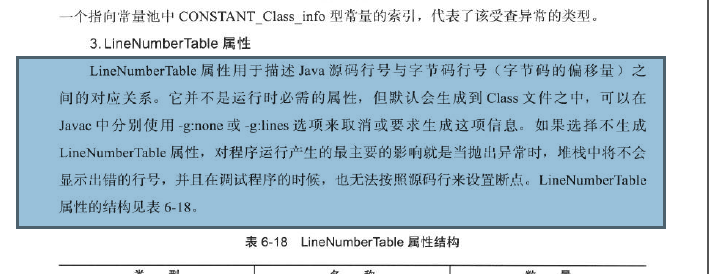 一个指向常量池中 CONSTANT_Class_info 型常量的索引，代表了该受查异常的类型。
3. LineNumberTable 属性
LineNumberTable 属性用于描述 Java 源码行号与字节码行号（字节码的偏移量）之
间的对应关系。它并不是运行时必需的属性，但默认会生成到 Class 文件之中，可以在
Javac 中分别使用 -g:none 或 -g:lines 选项来取消或要求生成这项信息。如果选择不生成
LineNumberTable 属性，对程序运行产生的最主要的影响就是当抛出异常时，堆栈中将不会
显示出错的行号，并且在调试程序的时候，也无法按照源码行来设置断点。LineNumberTable
属性的结构见表 6-18。
表 6-18 LineNumberTable 属性结构
类 型 名 称 数 量